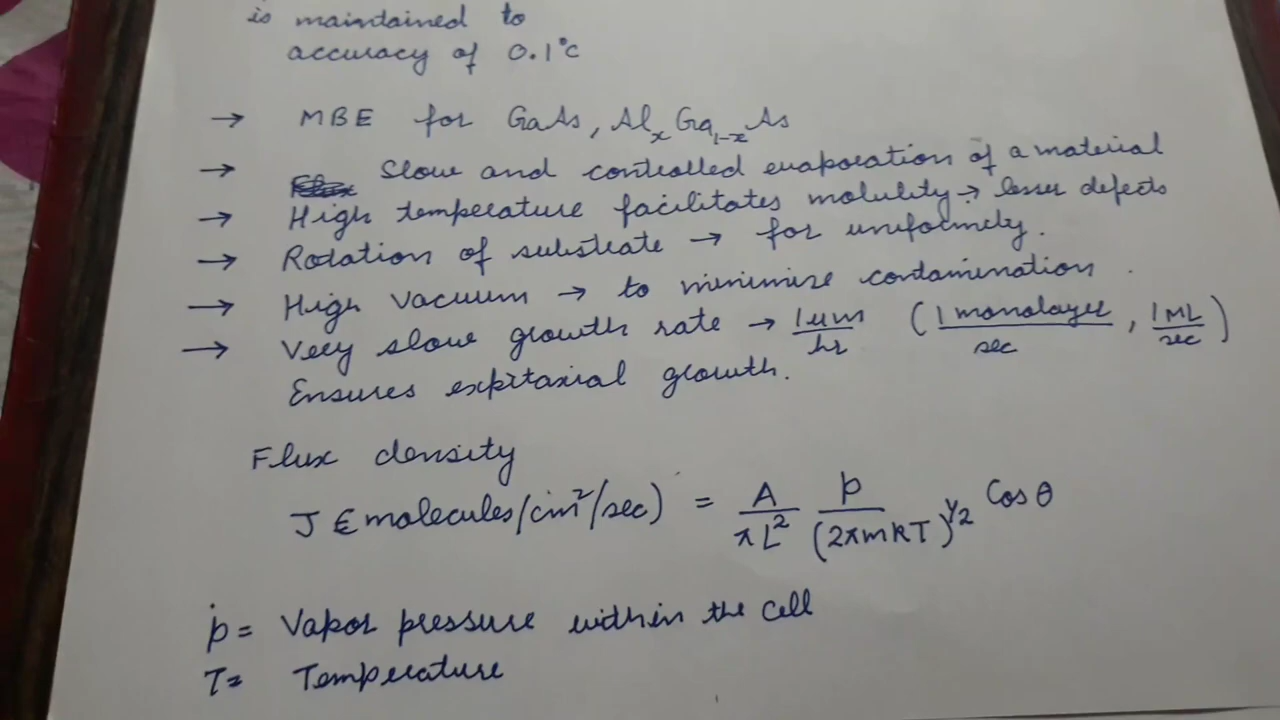 is maintained to
accuracy of 0.1°C
→ MBE for GaAs, AlxGa1-xAs
→ Slow and controlled evaporation of a material
→ High temperature facilitates molulity → lesser defects
→ Rotation of substrate → for uniformely.
→ High vacuum → to minimize contamination.
→ Very slow growth rate → 1um/hr (1 monolayer/sec, 1ML/sec)
Ensures expitaxial growth.
Flux density
J (molecules/cm²/sec) = A/πL² p/(2πmkT)^1/2 Cos θ
p = Vapor pressure within the cell
T = Temperature